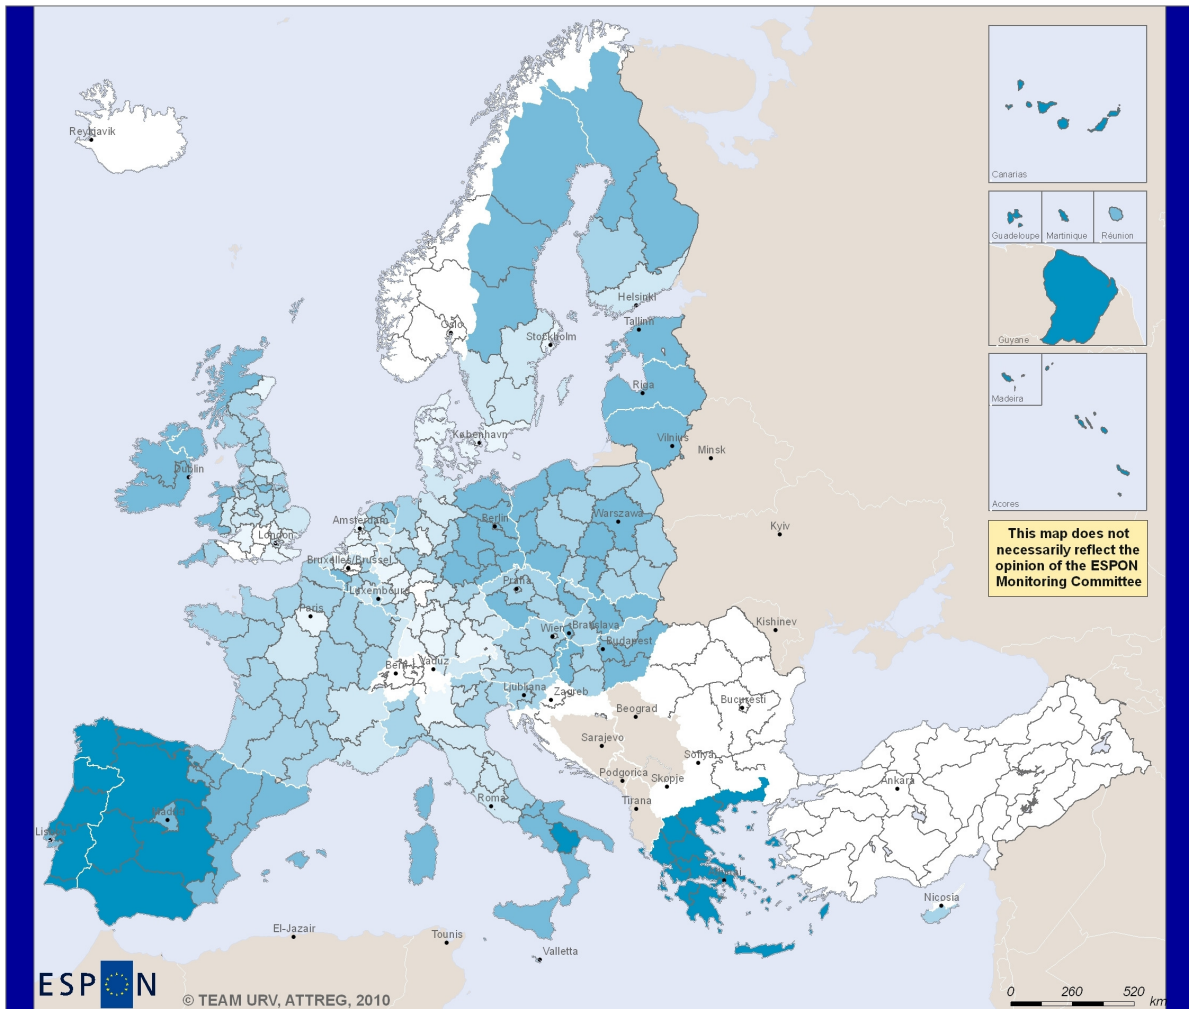 Reykjavik
Canarias
Guadeloupe
Martinique
Réunion
Guyane
Madeira
Acores
Oslo
Helsinki
Tallinn
Stockholm
Riga
København
Vilnius
Minsk
Dublin
Amsterdam
Berlin
Warszawa
London
Kyiv
Bruxelles/Brussel
Praha
Luxembourg
Paris
Kishinev
Wien
Bratislava
Budapest
Bern
Vaduz
Ljubljana
Zagreb
Bucuresti
Beograd
Sarajevo
Sofiya
Podgorica
Skopje
Ankara
Roma
Tirana
Madrid
Nicosia
El-Jazair
Tounis
Valletta
This map does not
necessarily reflect the
opinion of the ESPON
Monitoring Committee
ESPON
© TEAM URV, ATTREG, 2010
0 260 520
km